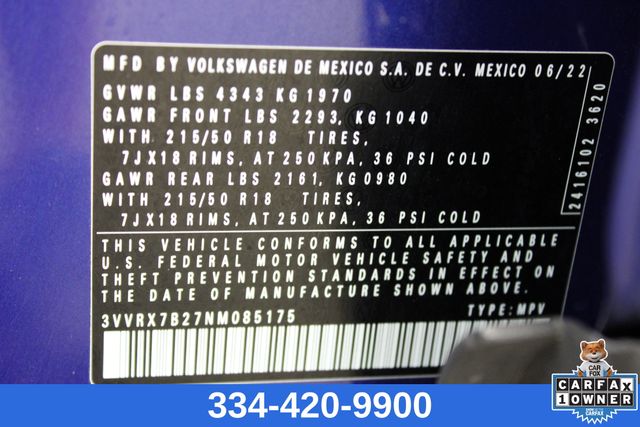 MFD BY VOLKSWAGEN DE MEXICO S.A. DE C.V. MEXICO 06/22
GVWR LBS 4343 KG 1970
GAWR FRONT LBS 2293, KG 1040
WITH 215/50 R18 TIRES,
7JX18 RIMS, AT 250 KPA, 36 PSI COLD
GAWR REAR LBS 2161, KG 0980
WITH 215/50 R18 TIRES,
7JX18 RIMS, AT 250 KPA, 36 PSI COLD
THIS VEHICLE CONFORMS TO ALL APPLICABLE
U.S. FEDERAL MOTOR VEHICLE SAFETY AND
THEFT PREVENTION STANDARDS IN EFFECT ON
THE DATE OF MANUFACTURE SHOWN ABOVE.
3VVRX7B27NM085175 TYPE: MPV
2416102 3620
334-420-9900
CAR
FOX
CARFAX
1 OWNER